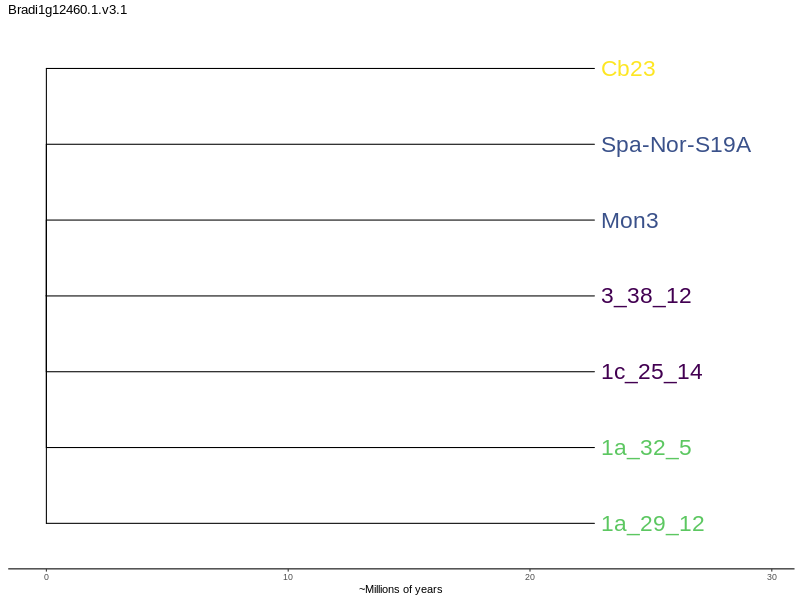 Bradi1g12460.1.v3.1
Cb23
Spa-Nor-S19A
Mon3
3_38_12
1c_25_14
1a_32_5
1a_29_12
0 10 20 30
~Millions of years